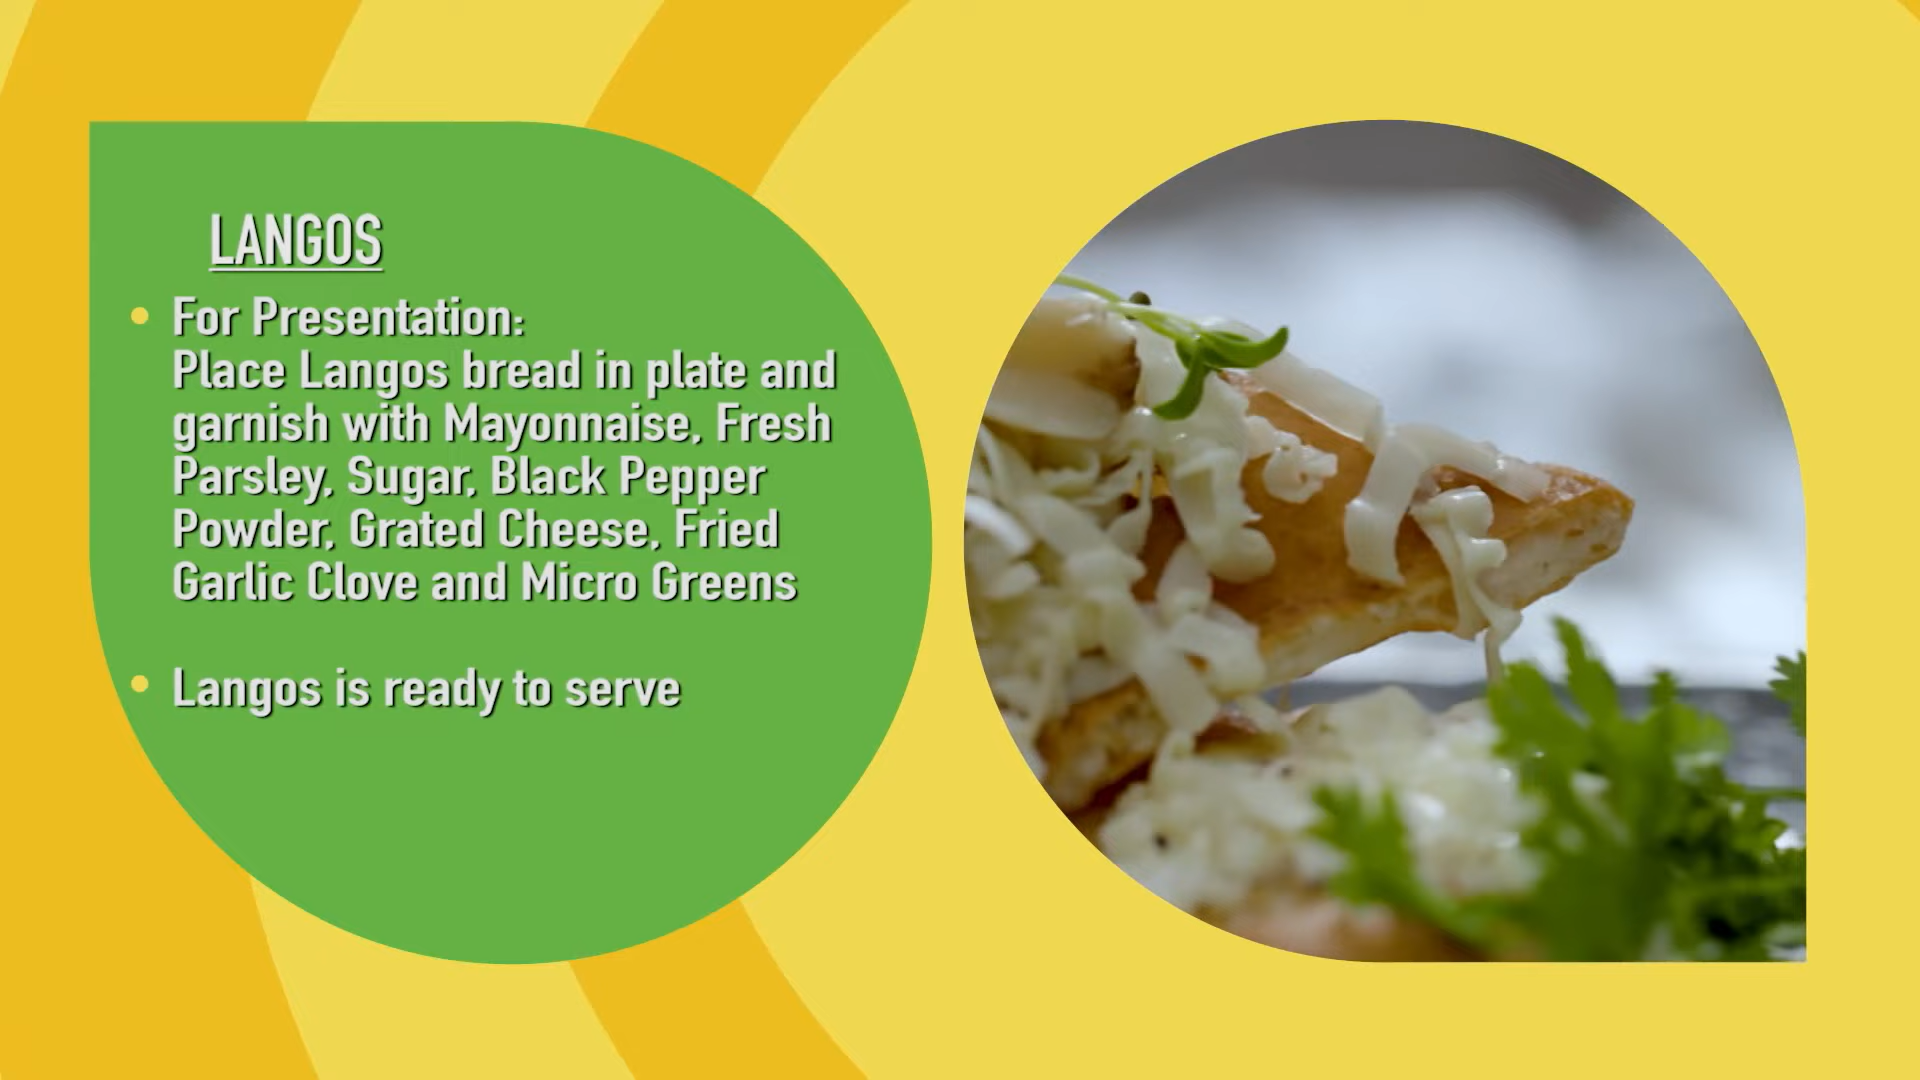 LANGOS
• For Presentation:
Place Langos bread in plate and
garnish with Mayonnaise, Fresh
Parsley, Sugar, Black Pepper
Powder, Grated Cheese, Fried
Garlic Clove and Micro Greens
• Langos is ready to serve